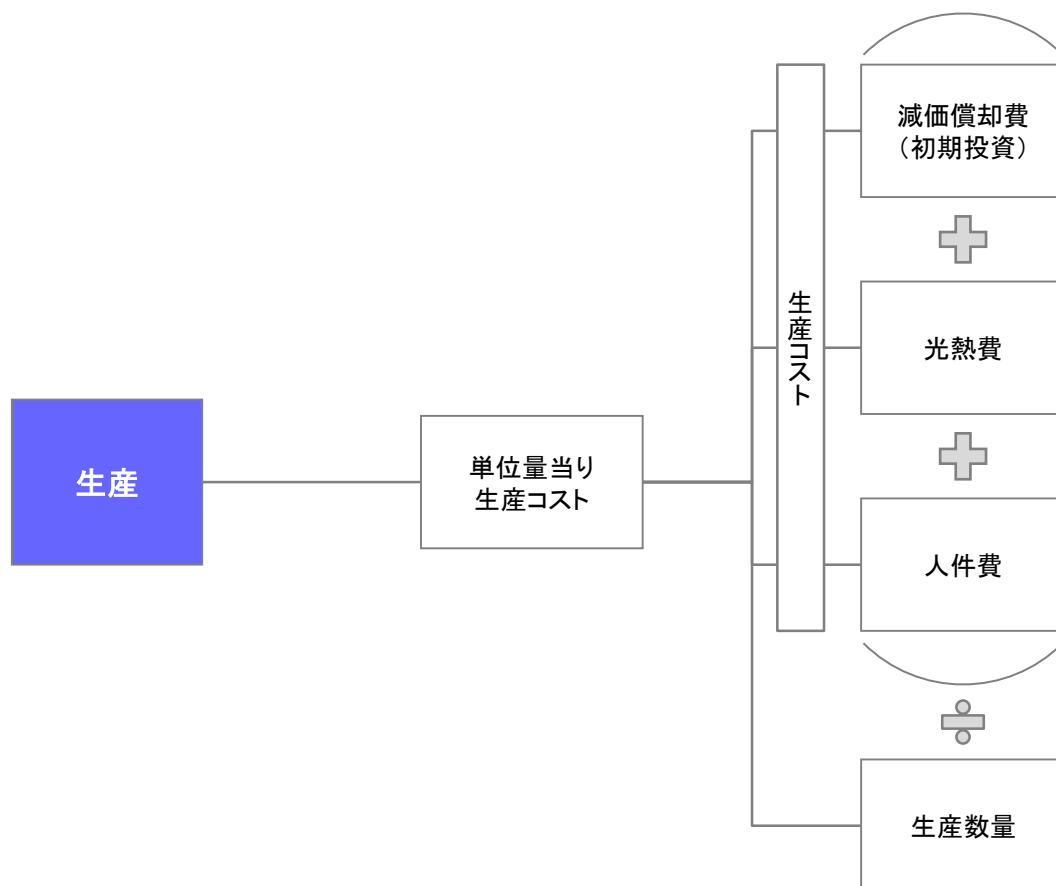 減価償却費
（初期投資）
生産コスト
光熱費
生産
単位量当り
生産コスト
人件費
生産数量